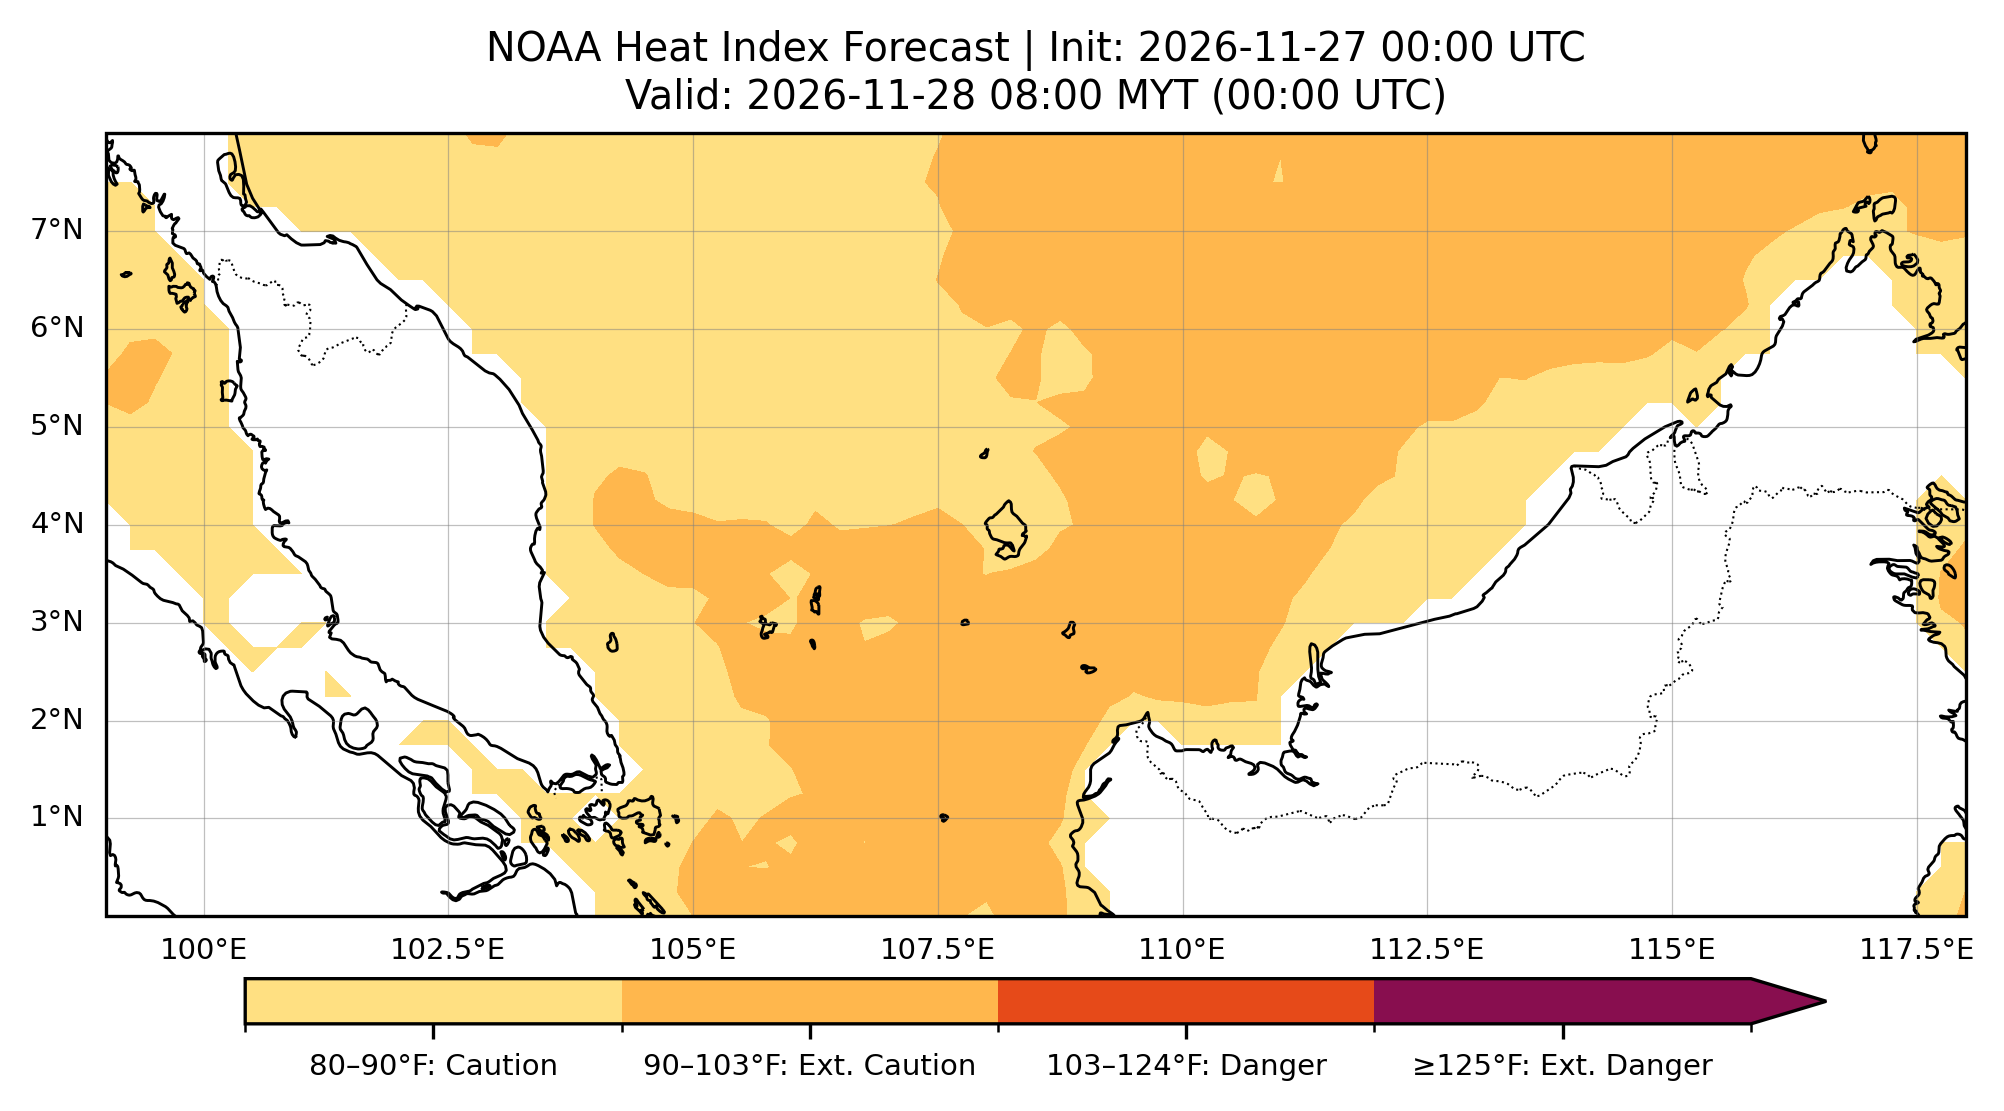 NOAA Heat Index Forecast | Init: 2026-11-27 00:00 UTC
Valid: 2026-11-28 08:00 MYT (00:00 UTC)
7°N
6°N
5°N
4°N
3°N
2°N
1°N
100°E 102.5°E 105°E 107.5°E 110°E 112.5°E 115°E 117.5°E
80–90°F: Caution 90–103°F: Ext. Caution 103–124°F: Danger ≥125°F: Ext. Danger